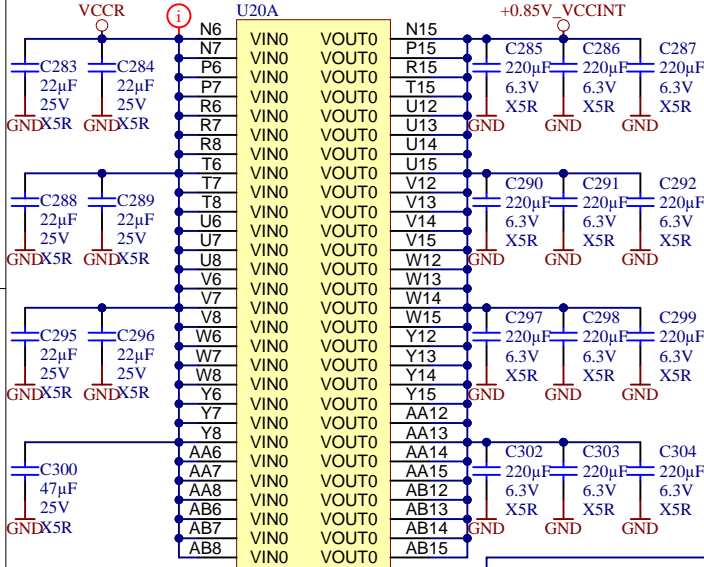 VCCR
i
U20A
+0.85V_VCCINT
N6 VIN0 VOUT0 N15
N7 VIN0 VOUT0 P15
P6 VIN0 VOUT0 R15
P7 VIN0 VOUT0 T15
R6 VIN0 VOUT0 U12
R7 VIN0 VOUT0 U13
R8 VIN0 VOUT0 U14
T6 VIN0 VOUT0 U15
T7 VIN0 VOUT0 V12
T8 VIN0 VOUT0 V13
U6 VIN0 VOUT0 V14
U7 VIN0 VOUT0 V15
U8 VIN0 VOUT0 W12
V6 VIN0 VOUT0 W13
V7 VIN0 VOUT0 W14
V8 VIN0 VOUT0 W15
W6 VIN0 VOUT0 Y12
W7 VIN0 VOUT0 Y13
W8 VIN0 VOUT0 Y14
Y6 VIN0 VOUT0 Y15
Y7 VIN0 VOUT0 AA12
Y8 VIN0 VOUT0 AA13
AA6 VIN0 VOUT0 AA14
AA7 VIN0 VOUT0 AA15
AA8 VIN0 VOUT0 AB12
AB6 VIN0 VOUT0 AB13
AB7 VIN0 VOUT0 AB14
AB8 VIN0 VOUT0 AB15
C283
22µF
25V
X5R
GND
C284
22µF
25V
X5R
GND
C285
220µF
6.3V
X5R
GND
C286
220µF
6.3V
X5R
GND
C287
220µF
6.3V
X5R
GND
C288
22µF
25V
X5R
GND
C289
22µF
25V
X5R
GND
C290
220µF
6.3V
X5R
GND
C291
220µF
6.3V
X5R
GND
C292
220µF
6.3V
X5R
GND
C295
22µF
25V
X5R
GND
C296
22µF
25V
X5R
GND
C297
220µF
6.3V
X5R
GND
C298
220µF
6.3V
X5R
GND
C299
220µF
6.3V
X5R
GND
C300
47µF
25V
X5R
GND
C302
220µF
6.3V
X5R
GND
C303
220µF
6.3V
X5R
GND
C304
220µF
6.3V
X5R
GND